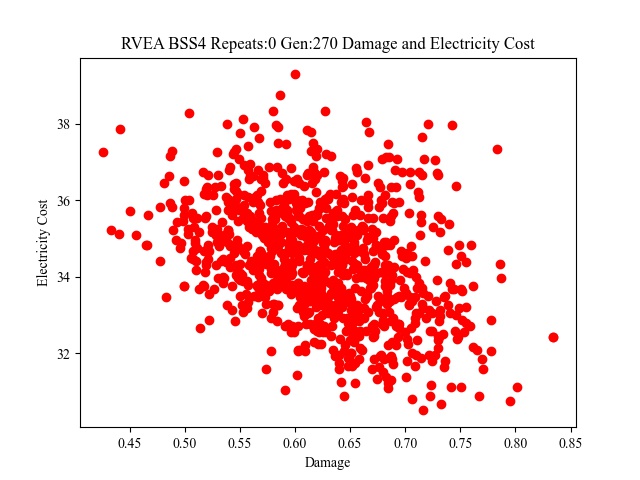 RVEA BSS4 Repeats:0 Gen:270 Damage and Electricity Cost
Electricity Cost
38
36
34
32
0.45 0.50 0.55 0.60 0.65 0.70 0.75 0.80 0.85
Damage